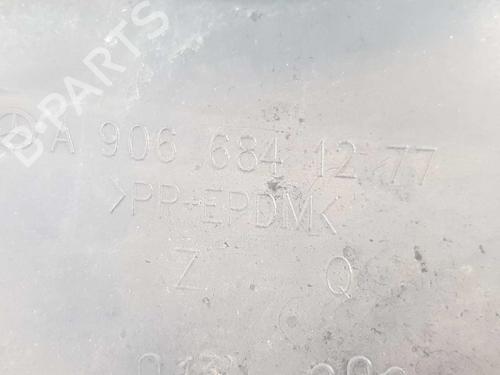 B-PARTS
A 906 684 12 77
>PP+EPDM<
Z Q